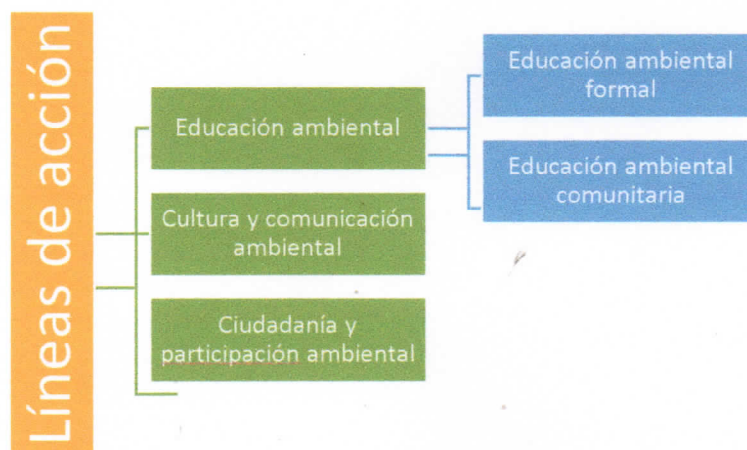 Líneas de acción
Educación ambiental
Cultura y comunicación
ambiental
Ciudadanía y
participación ambiental
Educación ambiental
formal
Educación ambiental
comunitaria